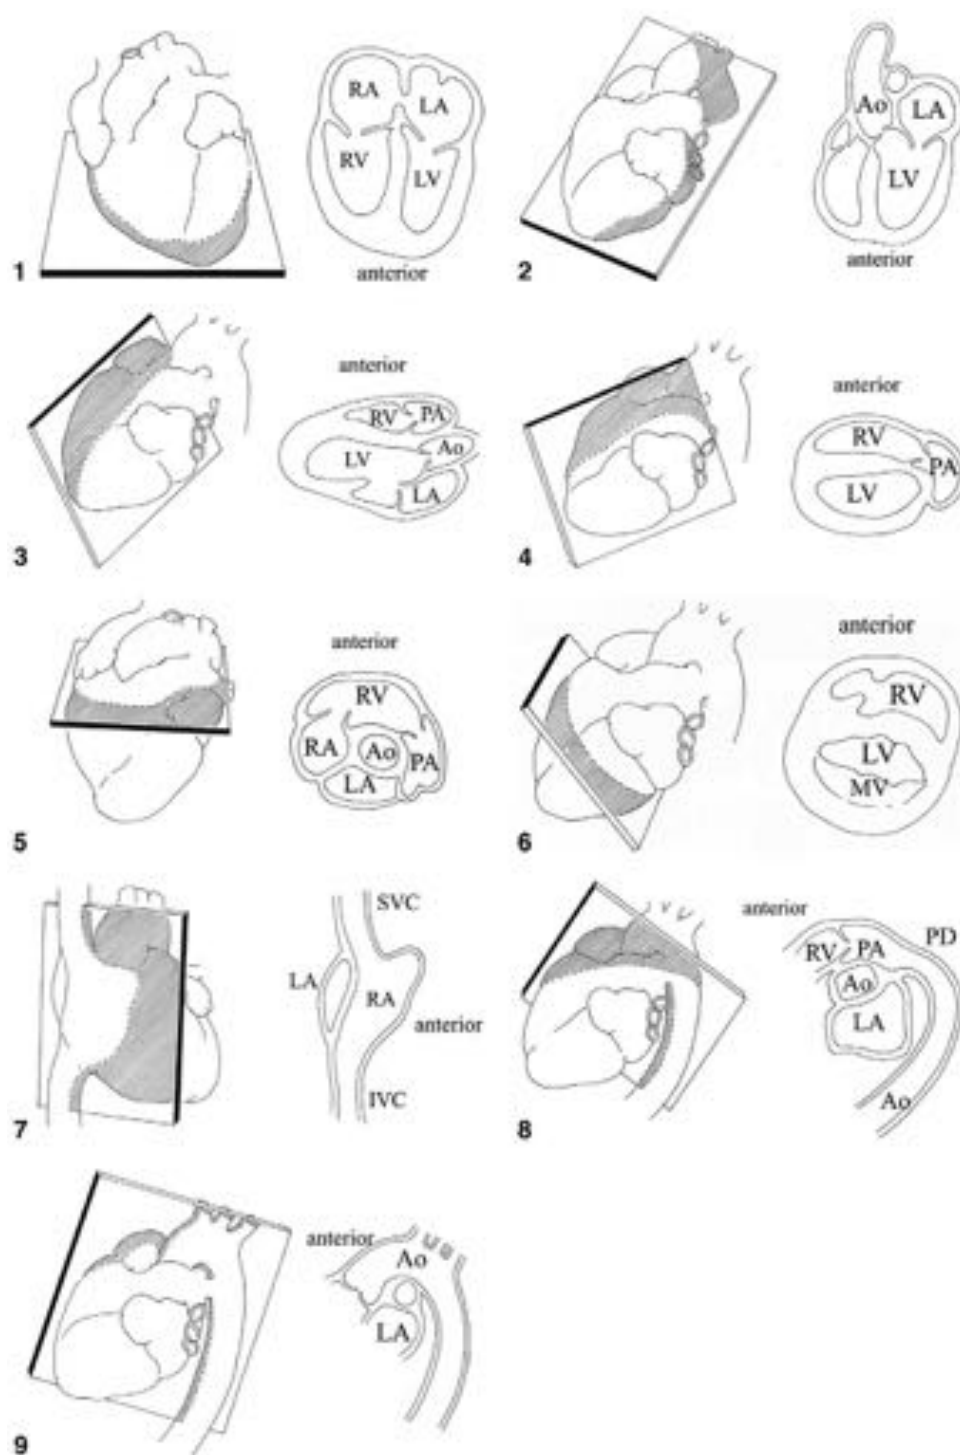 RA
LA
RV
LV
anterior
1
Ao
LA
LV
anterior
2
anterior
RV
PA
Ao
LV
LA
3
anterior
RV
PA
LV
4
anterior
RV
RA
Ao
PA
LA
5
anterior
RV
LV
MV
6
SVC
LA
RA
anterior
IVC
7
anterior
PD
RV
PA
Ao
LA
Ao
8
anterior
Ao
LA
9